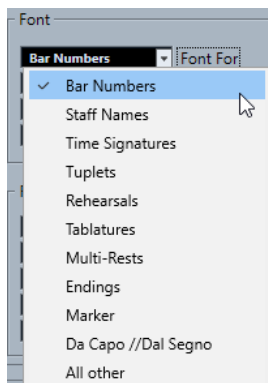 Font
Bar Numbers Font For
Bar Numbers
Staff Names
Time Signatures
Tuplets
Rehearsals
Tablatures
Multi-Rests
Endings
Marker
Da Capo //Dal Segno
All other